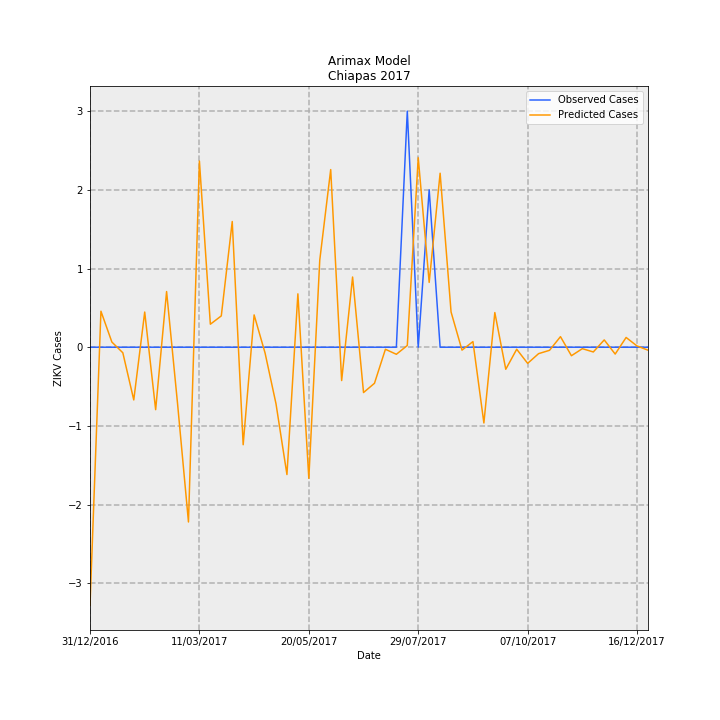 Arimax Model
Chiapas 2017
Observed Cases
Predicted Cases
3
2
1
0
−1
−2
−3
ZIKV Cases
31/12/2016 11/03/2017 20/05/2017 29/07/2017 07/10/2017 16/12/2017
Date